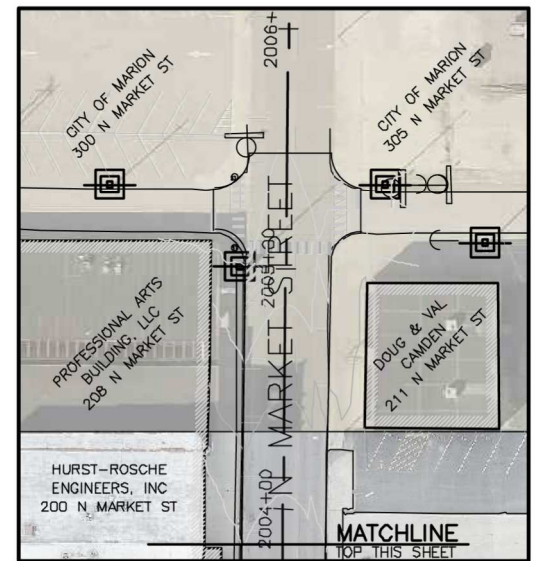 2006+
CITY OF MARION
300 N MARKET ST
CITY OF MARION
305 N MARKET ST
2005+00
N MARKET STREET
PROFESSIONAL ARTS
BUILDING, LLC
208 N MARKET ST
DOUG & VAL
CAMDEN
211 N MARKET ST
HURST-ROSCHE
ENGINEERS, INC
200 N MARKET ST
2004+00
MATCHLINE
TOP THIS SHEET